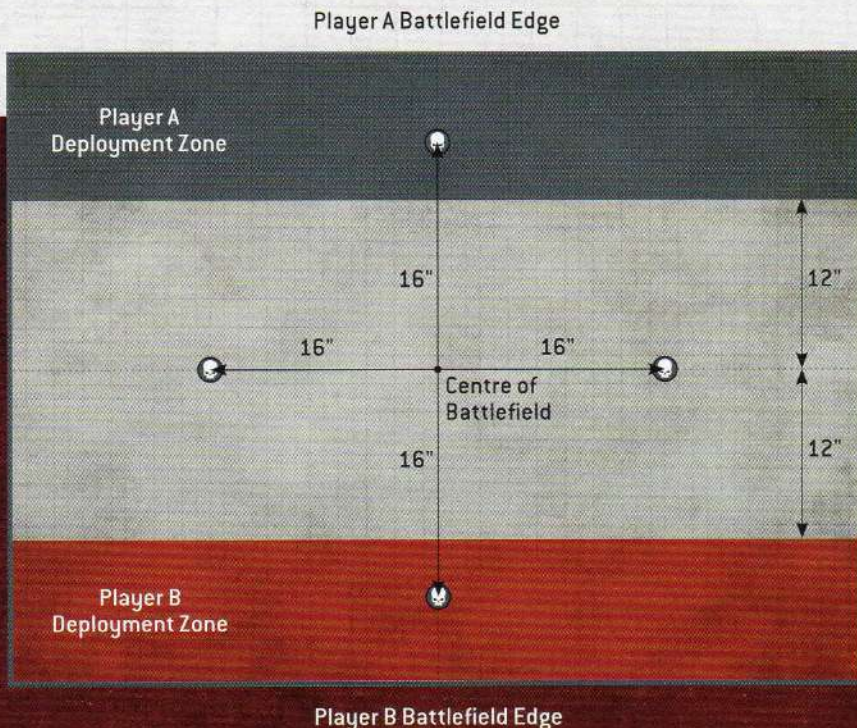 Player A Battlefield Edge
Player A
Deployment Zone
16"
12"
16"
16"
Centre of
Battlefield
16"
12"
Player B
Deployment Zone
Player B Battlefield Edge